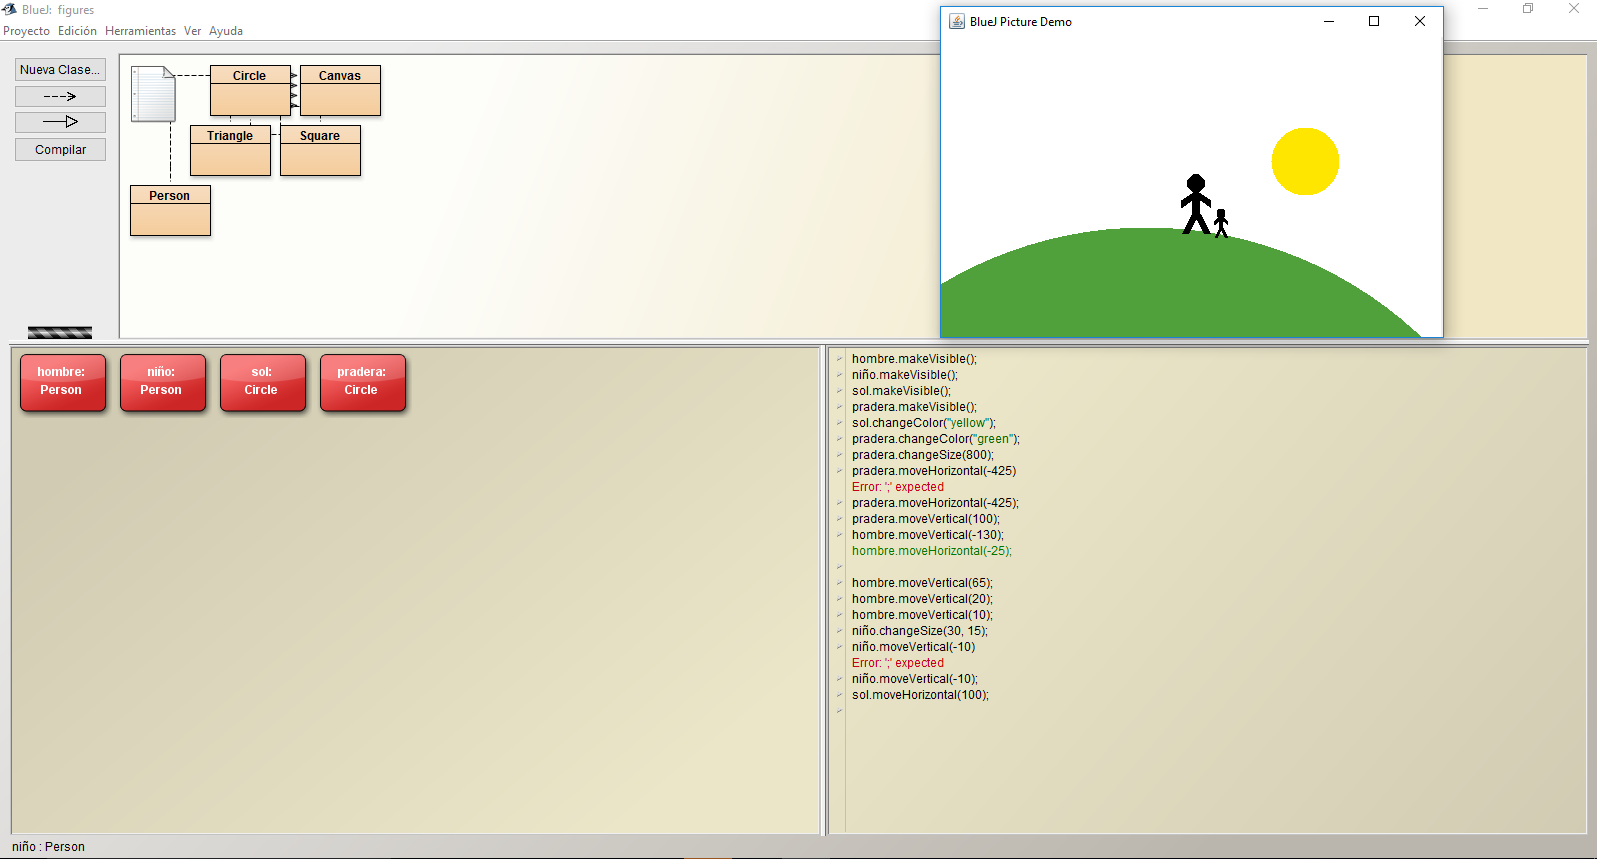 BlueJ: figures
Proyecto Edición Herramientas Ver Ayuda
Nueva Clase...
Compilar
Circle
Canvas
Triangle
Square
Person
BlueJ Picture Demo
hombre:
Person
niño:
Person
sol:
Circle
pradera:
Circle
hombre.makeVisible();
niño.makeVisible();
sol.makeVisible();
pradera.makeVisible();
sol.changeColor("yellow");
pradera.changeColor("green");
pradera.changeSize(800);
pradera.moveHorizontal(-425)
Error: ';' expected
pradera.moveHorizontal(-425);
pradera.moveVertical(100);
hombre.moveVertical(-130);
hombre.moveHorizontal(-25);
hombre.moveVertical(65);
hombre.moveVertical(20);
hombre.moveVertical(10);
niño.changeSize(30, 15);
niño.moveVertical(-10)
Error: ';' expected
niño.moveVertical(-10);
sol.moveHorizontal(100);
niño : Person